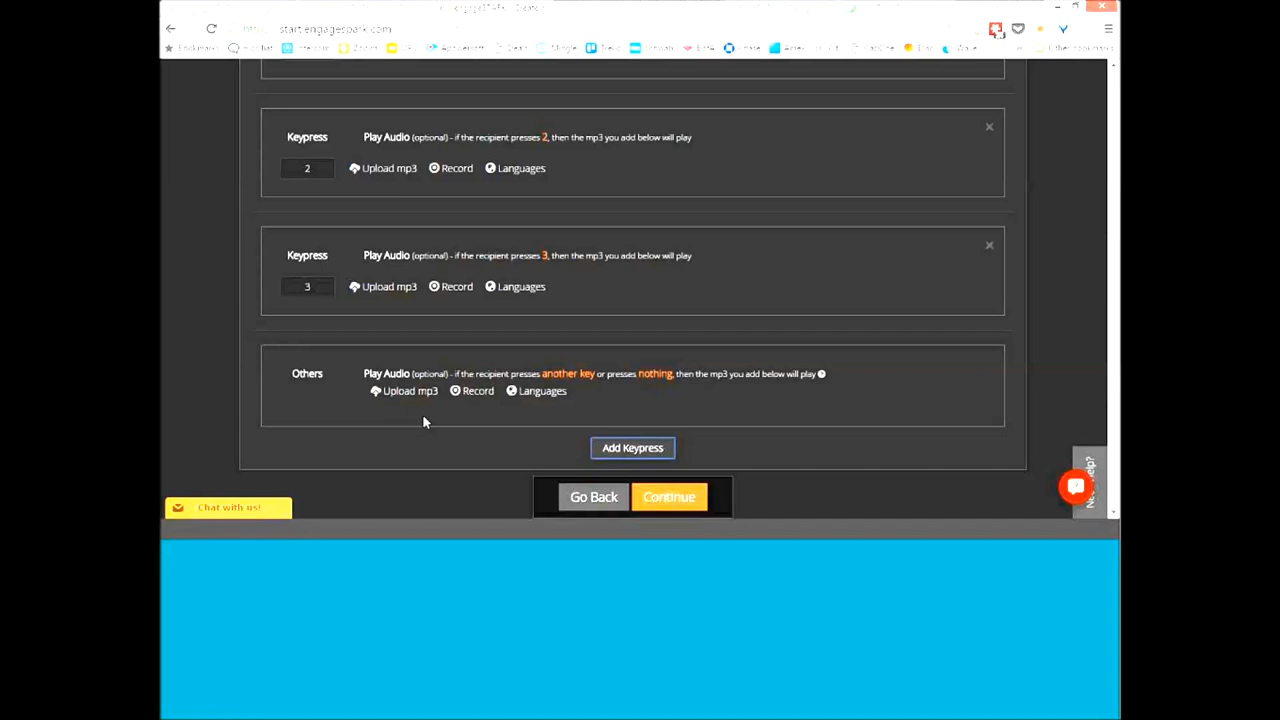 start.engagespark.com
Keypress
Play Audio (optional) - if the recipient presses 2, then the mp3 you add below will play
2
Upload mp3 Record Languages
Keypress
Play Audio (optional) - if the recipient presses 3, then the mp3 you add below will play
3
Upload mp3 Record Languages
Others
Play Audio (optional) - if the recipient presses another key or presses nothing, then the mp3 you add below will play
Upload mp3 Record Languages
Add Keypress
Go Back Continue
Chat with us!